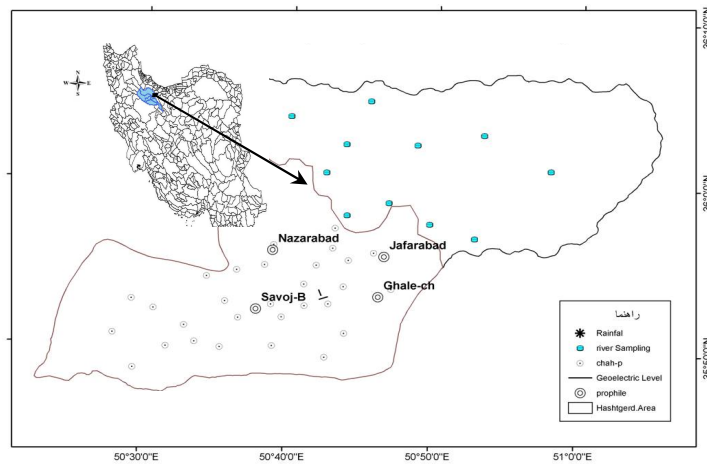 N
W E
S
Nazarabad
Jafarabad
Savoj-B
Ghale-ch
راهنما
Rainfal
river Sampling
chah-p
Geoelectric Level
prophile
Hashtgerd.Area
50°30'0"E 50°40'0"E 50°50'0"E 51°0'0"E